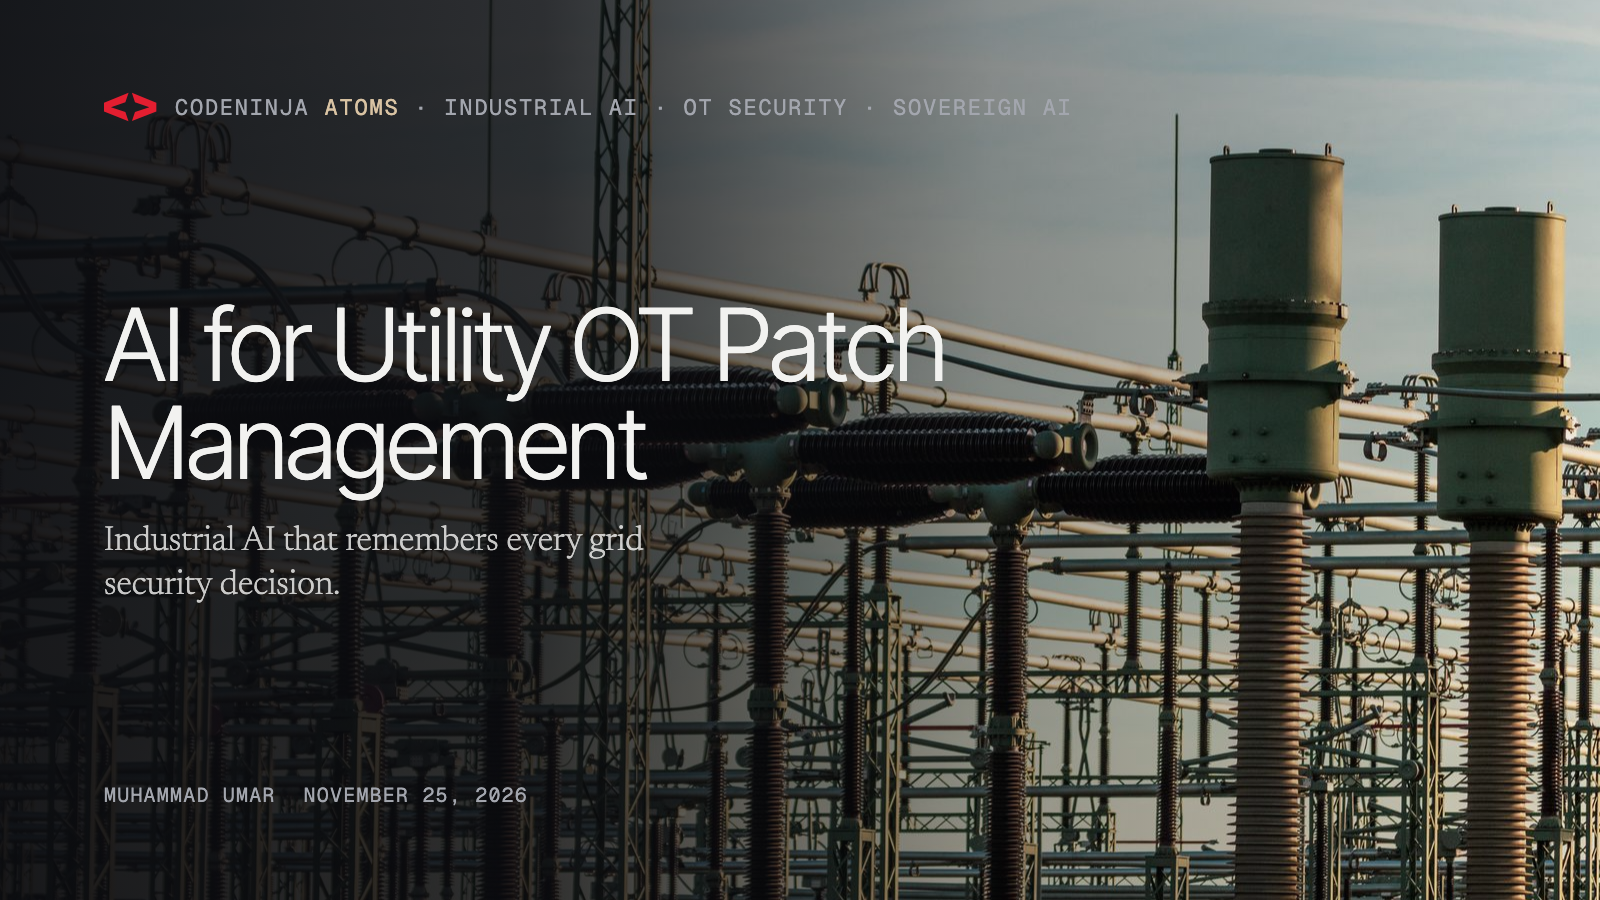 CODENINJA ATOMS · INDUSTRIAL AI · OT SECURITY · SOVEREIGN AI
AI for Utility OT Patch
Management
Industrial AI that remembers every grid
security decision.
MUHAMMAD UMAR NOVEMBER 25, 2026